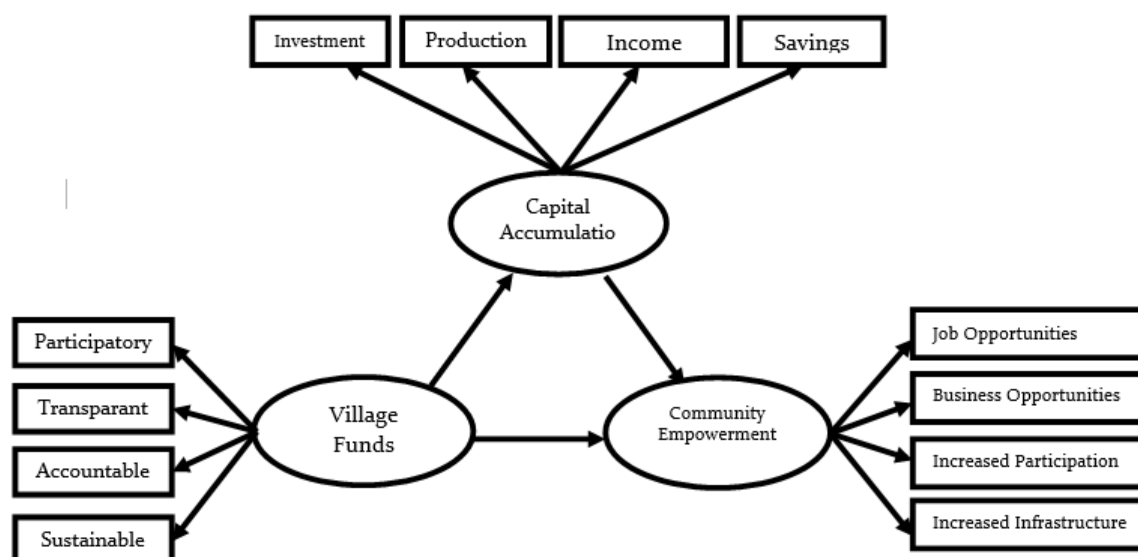 Investment
Production
Income
Savings
Capital
Accumulatio
Participatory
Transparant
Accountable
Sustainable
Village
Funds
Community
Empowerment
Job Opportunities
Business Opportunities
Increased Participation
Increased Infrastructure